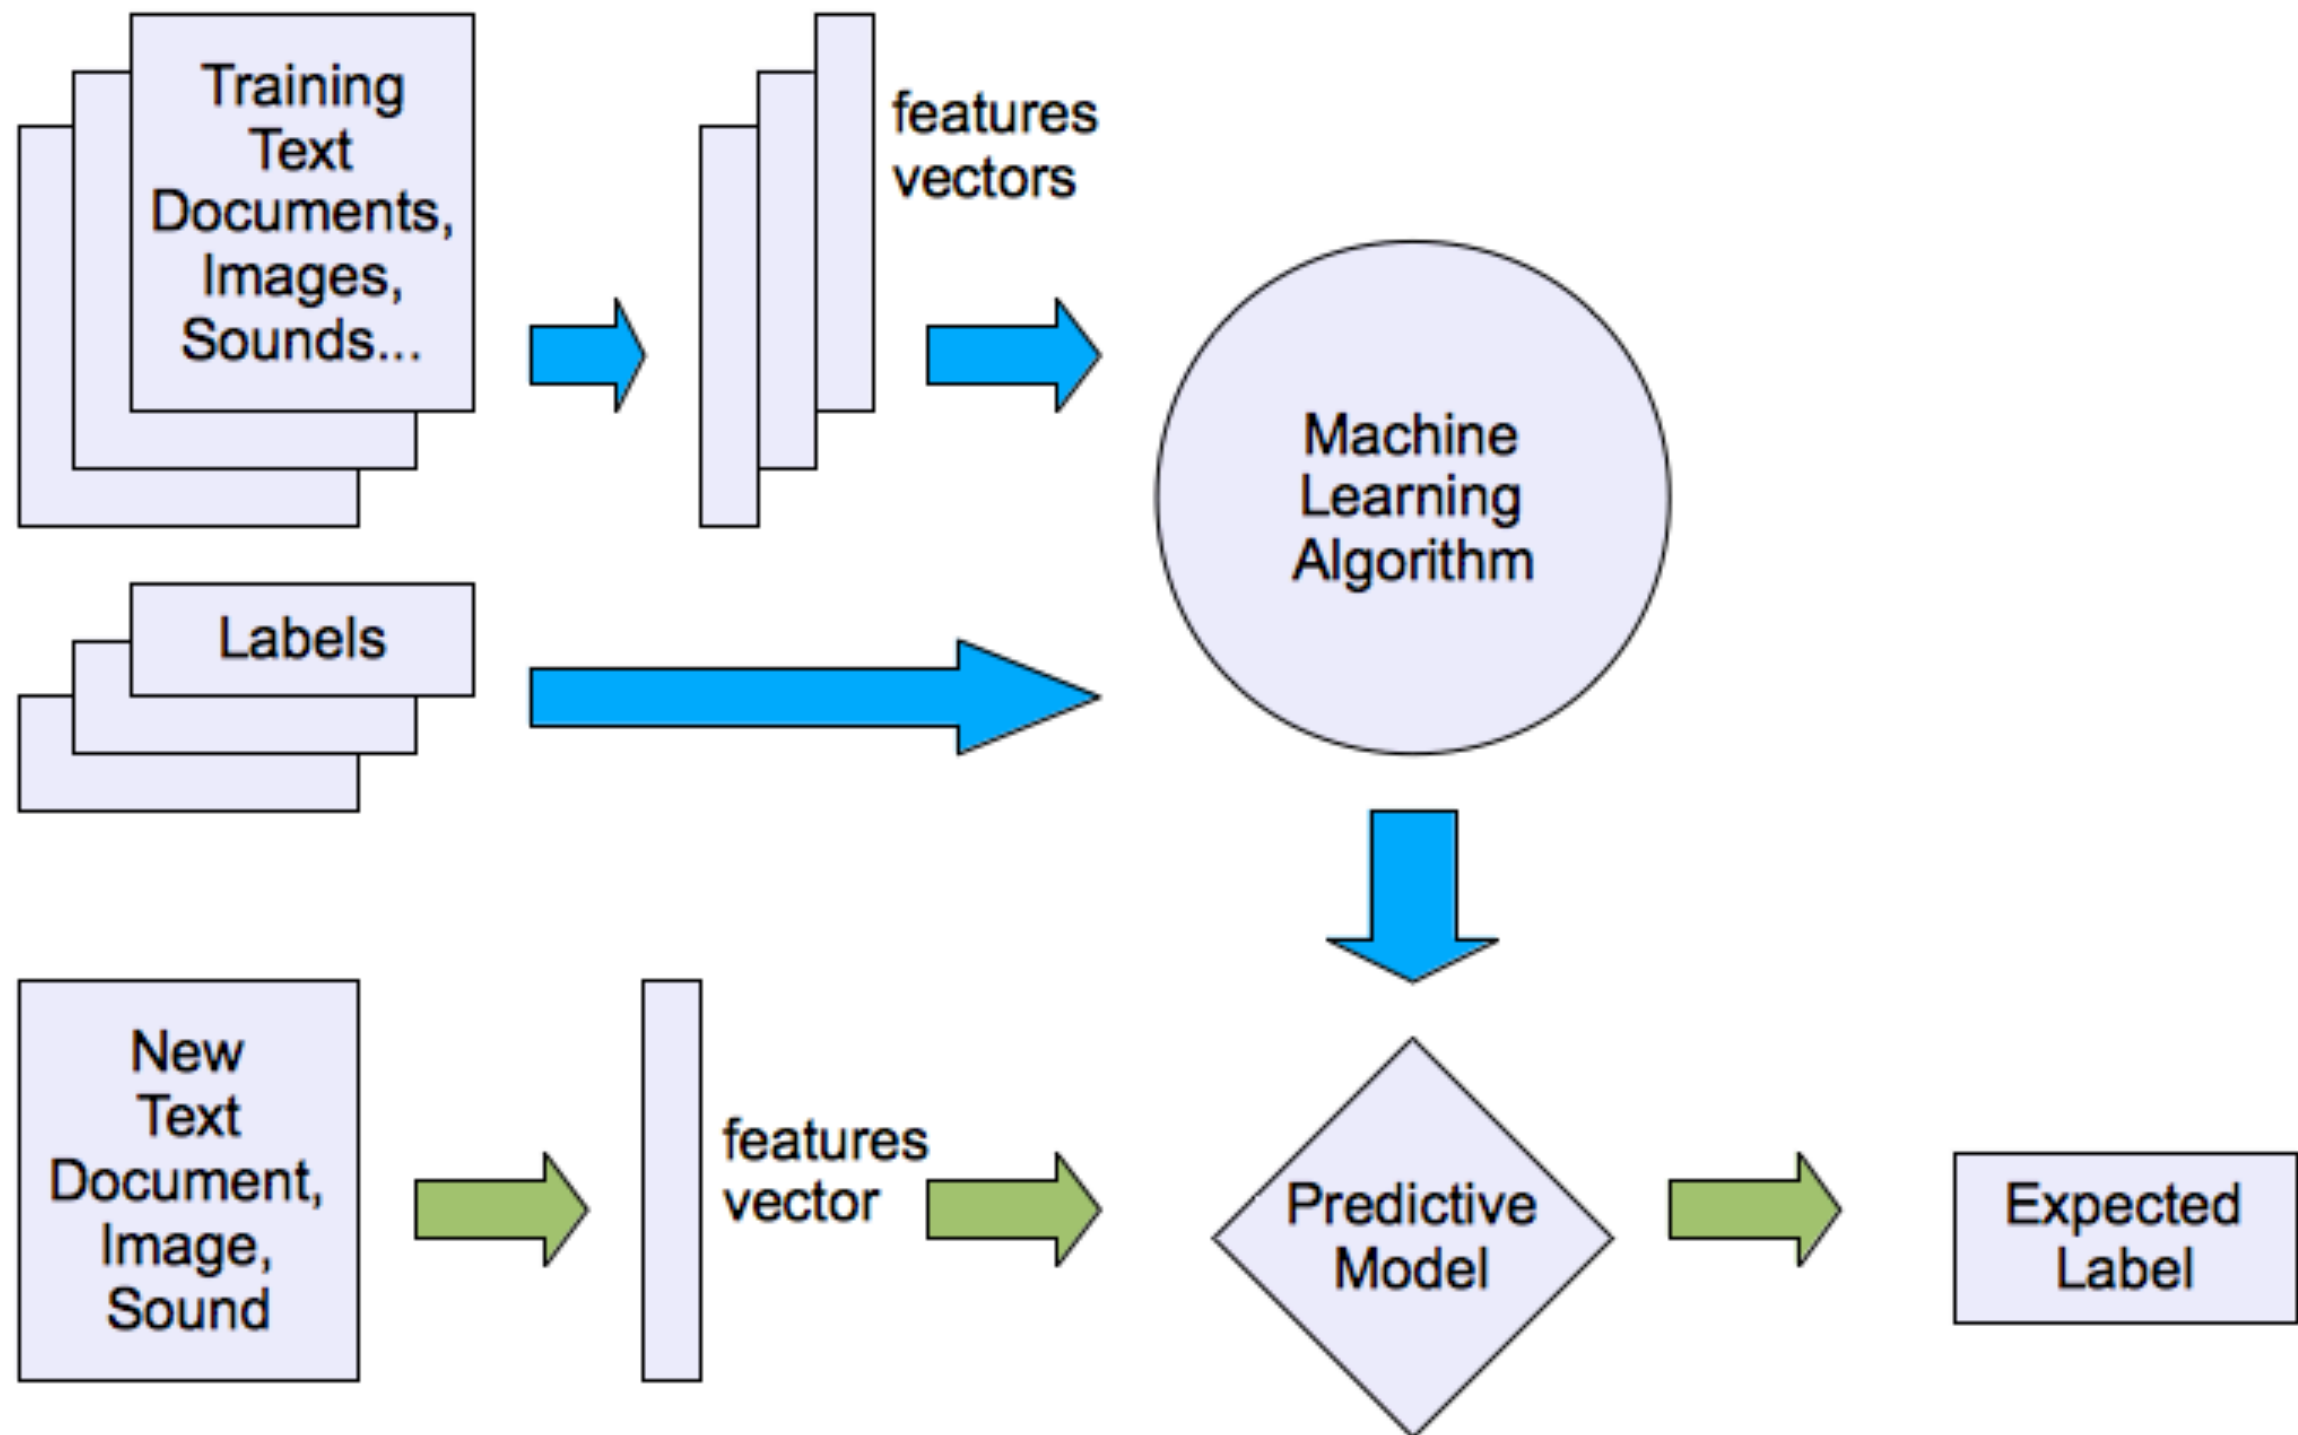 Training
Text
Documents,
Images,
Sounds...
features
vectors
Machine
Learning
Algorithm
Labels
New
Text
Document,
Image,
Sound
features
vector
Predictive
Model
Expected
Label